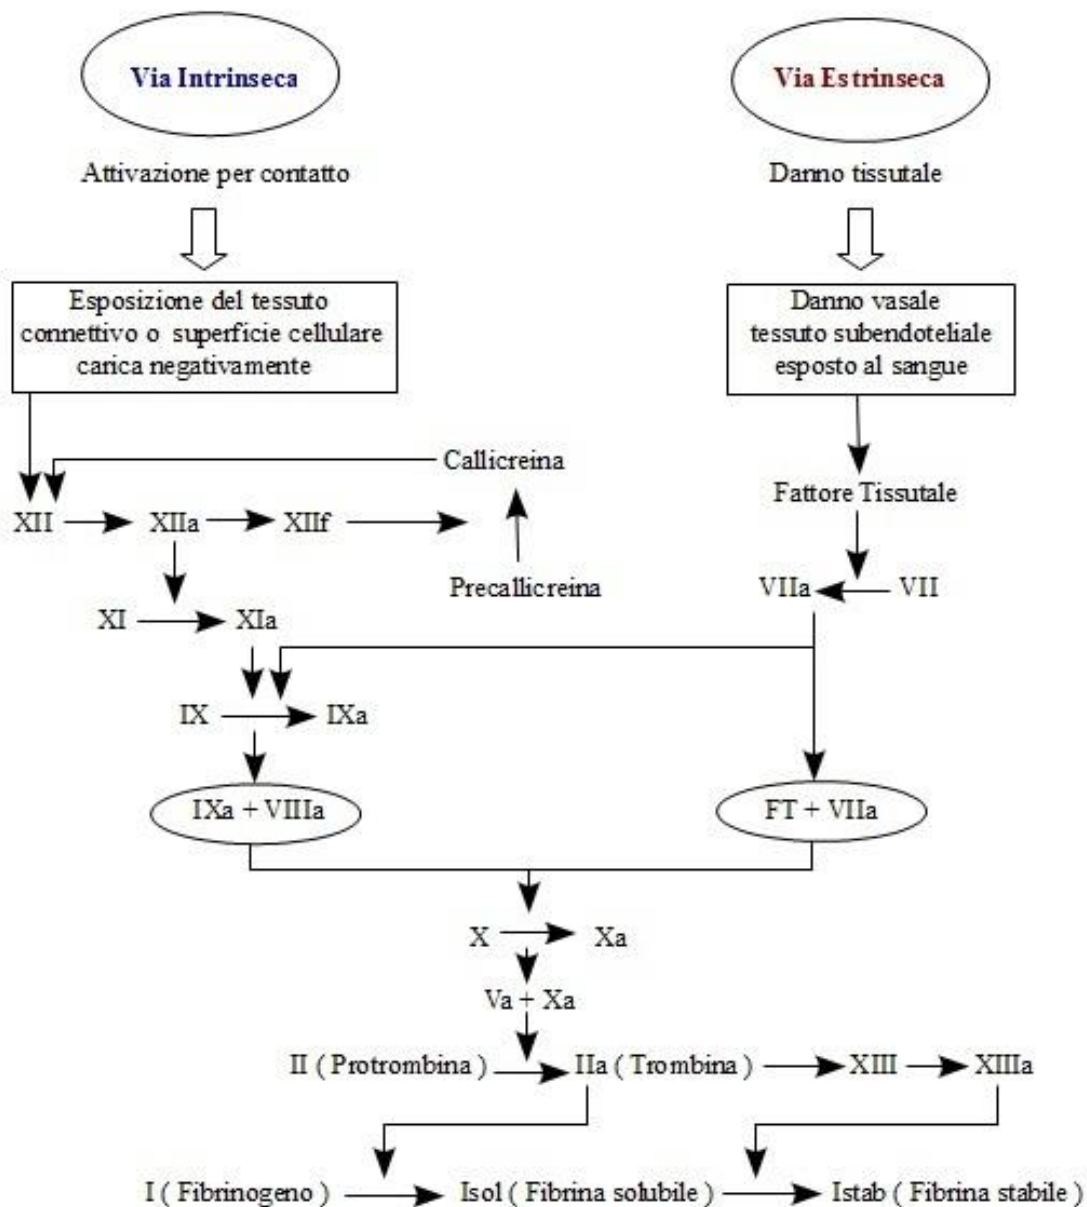 Via Intrinseca
Via Estrinseca
Attivazione per contatto
Danno tissutale
Esposizione del tessuto
connettivo o superficie cellulare
carica negativamente
Danno vasale
tessuto subendoteliale
esposto al sangue
Callicreina
Fattore Tissutale
XII
XIIa
XIIf
Precallicreina
VIIa
VII
XI
XIa
IX
IXa
IXa + VIIIa
FT + VIIa
X
Xa
Va + Xa
II ( Protrombina )
IIa ( Trombina )
XIII
XIIIa
I ( Fibrinogeno )
Isol ( Fibrina solubile )
Istab ( Fibrina stabile )